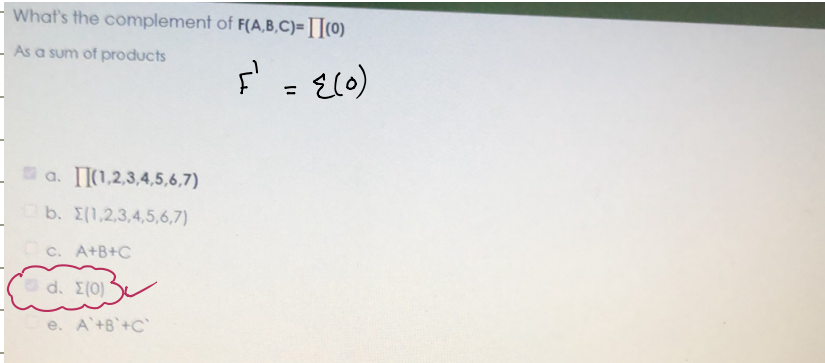 What's the complement of F(A,B,C)=∏(0)
As a sum of products
F' = Σ(0)
a. ∏(1,2,3,4,5,6,7)
b. Σ(1,2,3,4,5,6,7)
c. A+B+C
d. Σ(0)
e. A`+B`+C`